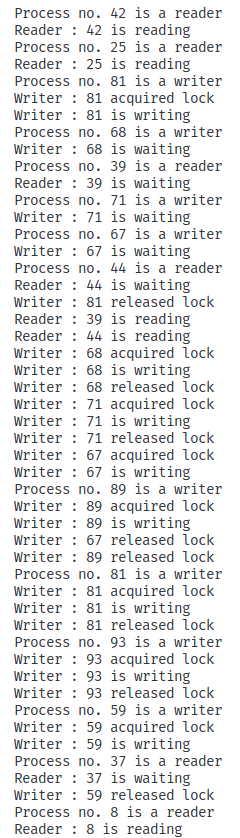 Process no. 42 is a reader
Reader : 42 is reading
Process no. 25 is a reader
Reader : 25 is reading
Process no. 81 is a writer
Writer : 81 acquired lock
Writer : 81 is writing
Process no. 68 is a writer
Writer : 68 is waiting
Process no. 39 is a reader
Reader : 39 is waiting
Process no. 71 is a writer
Writer : 71 is waiting
Process no. 67 is a writer
Writer : 67 is waiting
Process no. 44 is a reader
Reader : 44 is waiting
Writer : 81 released lock
Reader : 39 is reading
Reader : 44 is reading
Writer : 68 acquired lock
Writer : 68 is writing
Writer : 68 released lock
Writer : 71 acquired lock
Writer : 71 is writing
Writer : 71 released lock
Writer : 67 acquired lock
Writer : 67 is writing
Process no. 89 is a writer
Writer : 89 acquired lock
Writer : 89 is writing
Writer : 67 released lock
Writer : 89 released lock
Process no. 81 is a writer
Writer : 81 acquired lock
Writer : 81 is writing
Writer : 81 released lock
Process no. 93 is a writer
Writer : 93 acquired lock
Writer : 93 is writing
Writer : 93 released lock
Process no. 59 is a writer
Writer : 59 acquired lock
Writer : 59 is writing
Process no. 37 is a reader
Reader : 37 is waiting
Writer : 59 released lock
Process no. 8 is a reader
Reader : 8 is reading